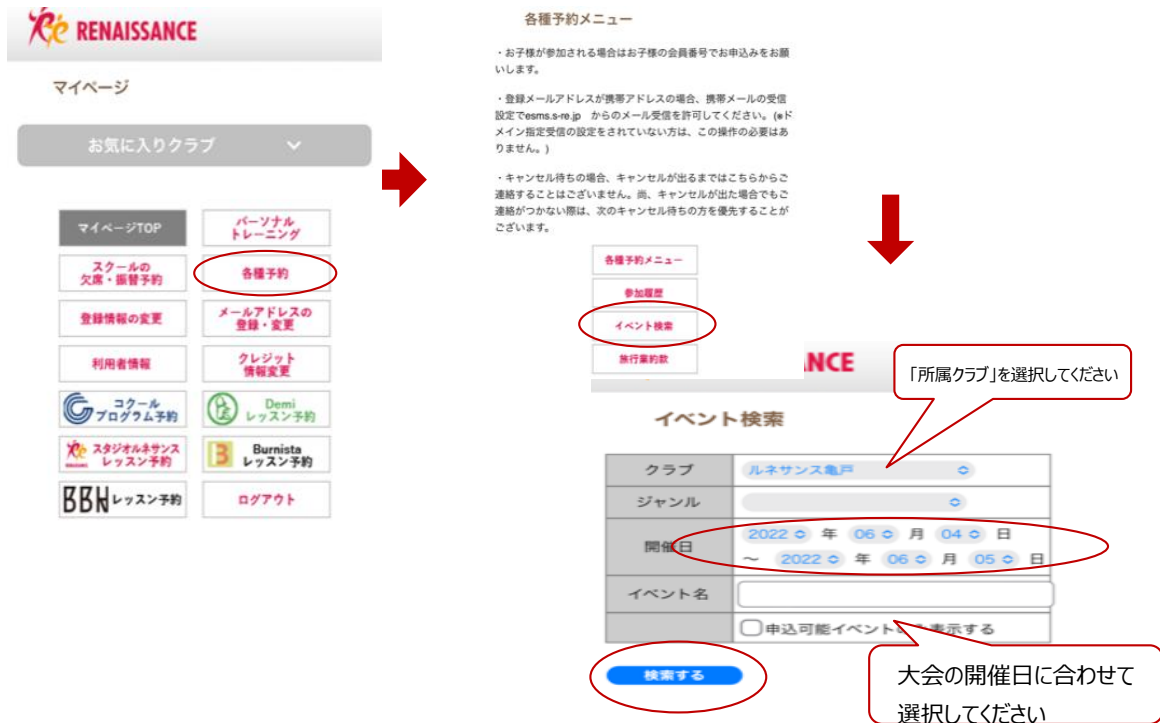 RENAISSANCE
マイページ
お気に入りクラブ
マイページTOP
パーソナル
トレーニング
スクールの
欠席・振替予約
各種予約
登録情報の変更
メールアドレスの
登録・変更
利用者情報
クレジット
情報変更
コクール
プログラム予約
Demi
レッスン予約
スタジオルネサンス
レッスン予約
Burnista
レッスン予約
BBH レッスン予約
ログアウト
各種予約メニュー
・お子様が参加される場合はお子様の会員番号でお申込みをお願
いします。
・登録メールアドレスが携帯アドレスの場合、携帯メールの受信
設定でesms.s-re.jp からのメール受信を許可してください。(※ド
メイン指定受信の設定をされていない方は、この操作の必要はあ
りません。)
・キャンセル待ちの場合、キャンセルが出るまではこちらからご
連絡することはございません。尚、キャンセルが出た場合でもご
連絡がつかない際は、次のキャンセル待ちの方を優先することが
ございます。
各種予約メニュー
参加履歴
イベント検索
旅行業約款
NCE
「所属クラブ」を選択してください
イベント検索
クラブ ルネサンス亀戸
ジャンル
開催日 2022 年 06 月 04 日
～ 2022 年 06 月 05 日
イベント名
申込可能イベント 表示する
検索する
大会の開催日に合わせて
選択してください